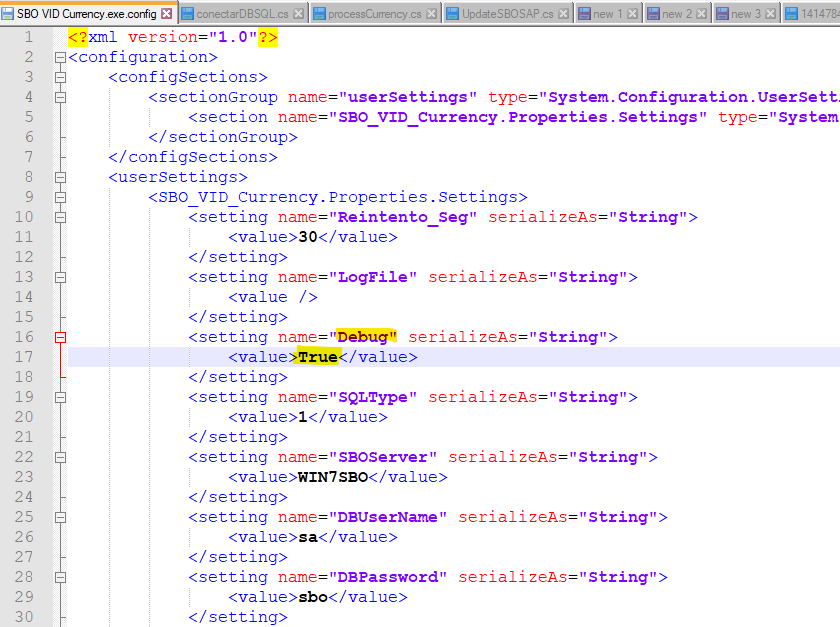 SBO VID Currency.exe.config conectarDBSQL.cs processCurrency.cs UpdateSBOSAP.cs new 1 new 2 new 3 141478
1 <?xml version="1.0"?>
2 <configuration>
3 <configSections>
4 <sectionGroup name="userSettings" type="System.Configuration.UserSett
5 <section name="SBO_VID_Currency.Properties.Settings" type="System
6 </sectionGroup>
7 </configSections>
8 <userSettings>
9 <SBO_VID_Currency.Properties.Settings>
10 <setting name="Reintento_Seg" serializeAs="String">
11 <value>30</value>
12 </setting>
13 <setting name="LogFile" serializeAs="String">
14 <value />
15 </setting>
16 <setting name="Debug" serializeAs="String">
17 <value>True</value>
18 </setting>
19 <setting name="SQLType" serializeAs="String">
20 <value>1</value>
21 </setting>
22 <setting name="SBOServer" serializeAs="String">
23 <value>WIN7SBO</value>
24 </setting>
25 <setting name="DBUserName" serializeAs="String">
26 <value>sa</value>
27 </setting>
28 <setting name="DBPassword" serializeAs="String">
29 <value>sbo</value>
30 </setting>